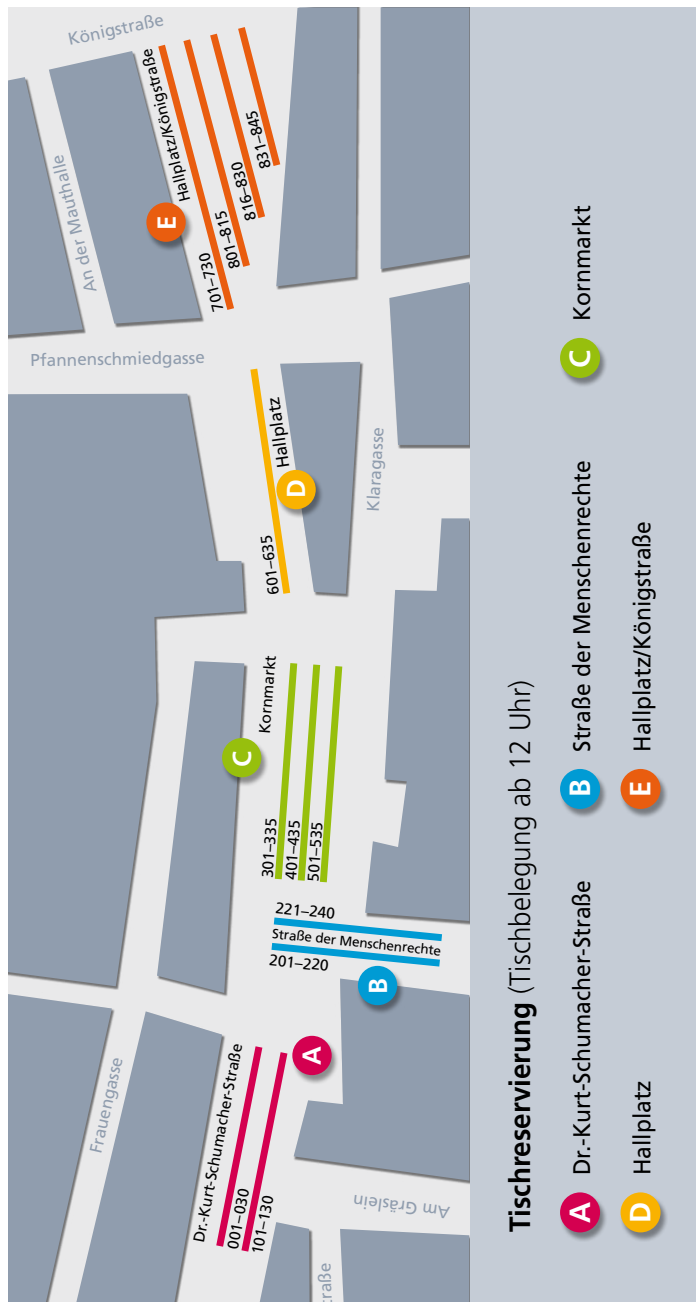 Königstraße
An der Mauthalle
E
Hallplatz/Königstraße
701–730
801–815
816–830
831–845
Pfannenschmiedgasse
Hallplatz
D
601–635
Klaragasse
C
Kornmarkt
301–335
401–435
501–535
221–240
Straße der Menschenrechte
201–220
B
Frauengasse
A
Dr.-Kurt-Schumacher-Straße
001–030
101–130
Am Gräslein
traße
Tischreservierung (Tischbelegung ab 12 Uhr)
A Dr.-Kurt-Schumacher-Straße
B Straße der Menschenrechte
C Kornmarkt
D Hallplatz
E Hallplatz/Königstraße